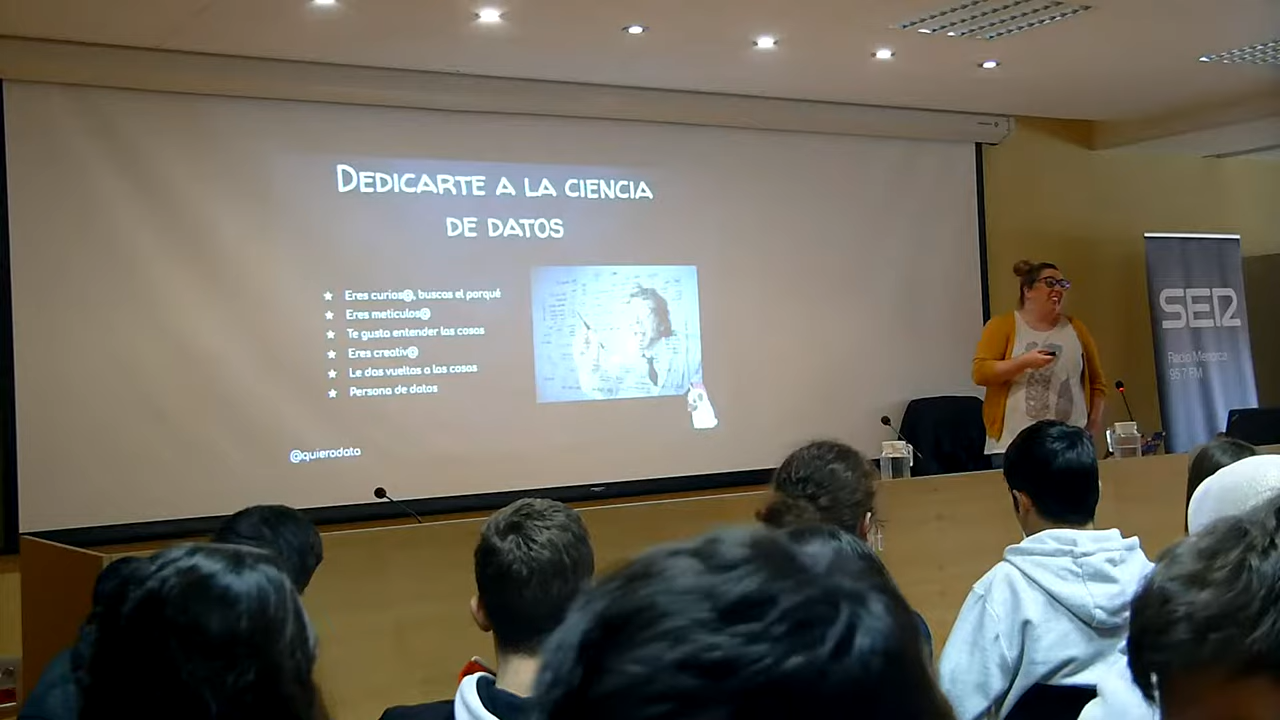 DEDICARTE A LA CIENCIA
DE DATOS
Eres curios@, buscas el porqué
Eres meticulos@
Te gusta entender las cosas
Eres creativ@
Le das vueltas a las cosas
Persona de datos
@quierodata
SER
Radio Menorca
95.7 FM